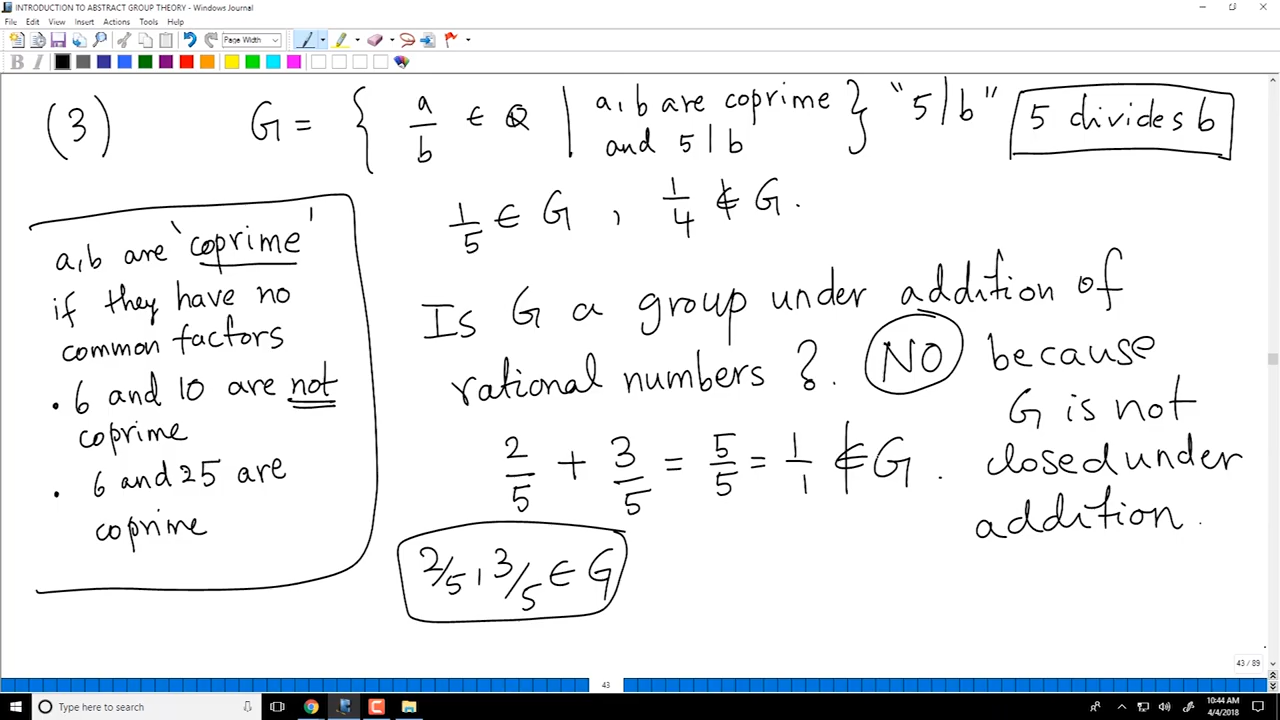 INTRODUCTION TO ABSTRACT GROUP THEORY - Windows Journal
File Edit View Insert Actions Tools Help
Page Width
B I
(3) G = { a/b ∈ Q | a, b are coprime and 5 | b } "5 | b" 5 divides b
1/5 ∈ G , 1/4 ∉ G .
a, b are 'coprime'
if they have no
common factors
• 6 and 10 are not
coprime
• 6 and 25 are
coprime
Is G a group under addition of
rational numbers ? NO because
G is not
closed under
addition.
2/5 + 3/5 = 5/5 = 1/1 ∉ G .
2/5 , 3/5 ∈ G
43 / 89
43
Type here to search
10:44 AM
4/4/2018